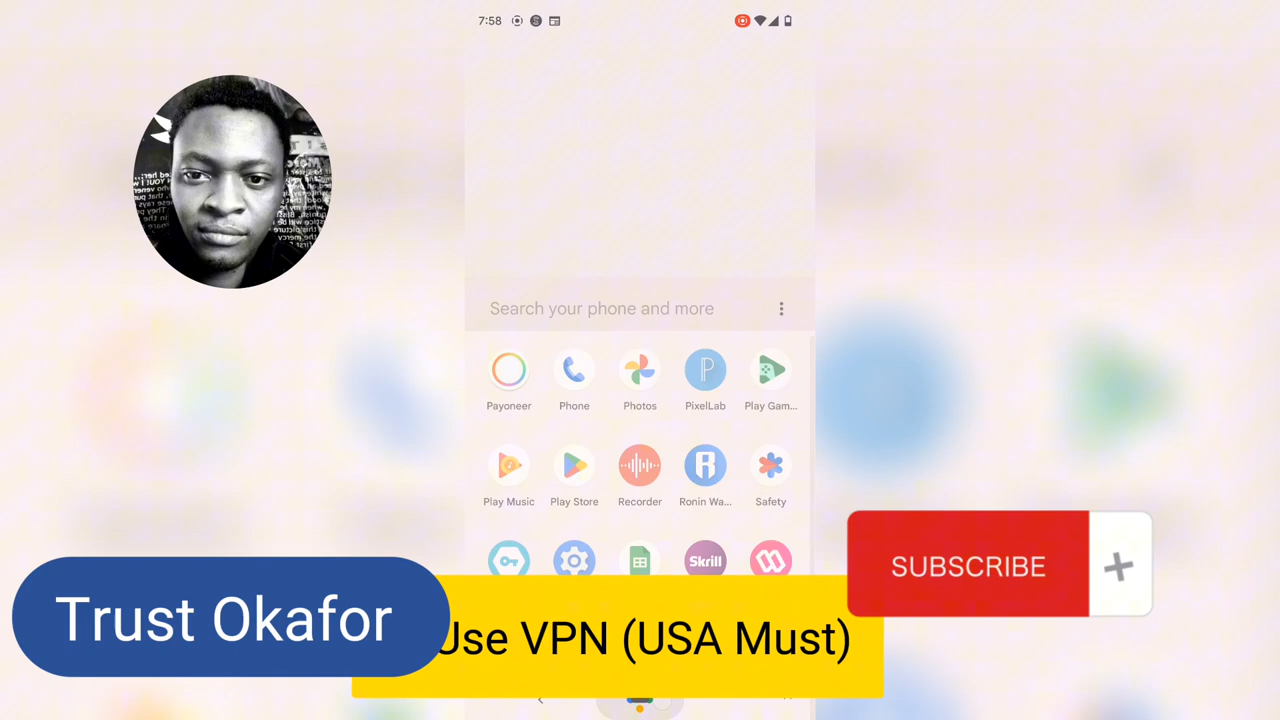 7:58
Search your phone and more
Payoneer
Phone
Photos
PixelLab
Play Gam...
Play Music
Play Store
Recorder
Ronin Wa...
Safety
Skrill
SUBSCRIBE
Trust Okafor
Use VPN (USA Must)